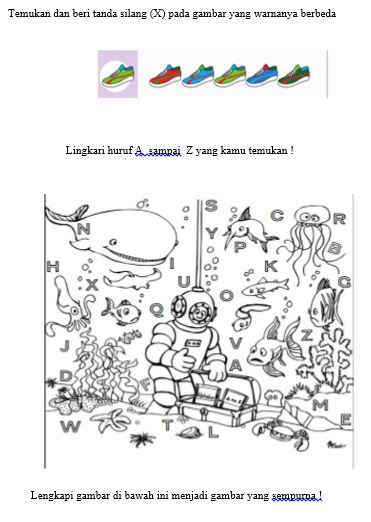 Temukan dan beri tanda silang (X) pada gambar yang warnanya berbeda
Lingkari huruf A sampai Z yang kamu temukan !
S
C
R
N
Y
P
B
H
I
K
X
U
G
O
Q
J
V
Z
D
A
F
M
W
T
L
E
Lengkapi gambar di bawah ini menjadi gambar yang sempurna !